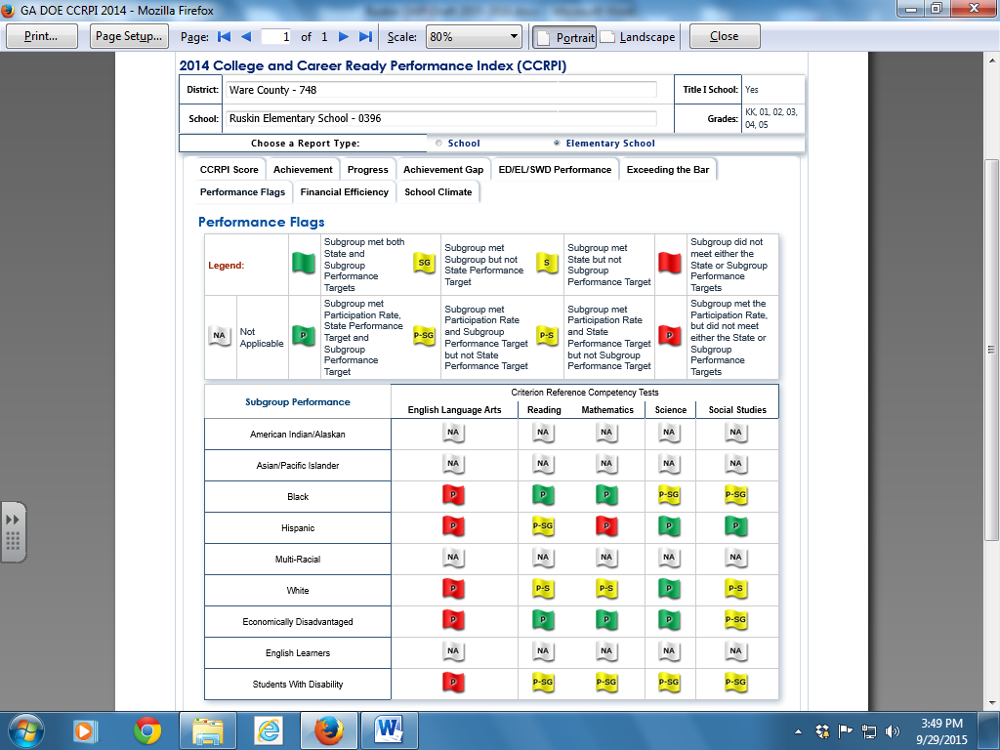 GA DOE CCRPI 2014 - Mozilla Firefox
Print... Page Setup... Page: 1 of 1 Scale: 80% Portrait Landscape Close
2014 College and Career Ready Performance Index (CCRPI)
District: Ware County - 748 Title I School: Yes
School: Ruskin Elementary School - 0396 Grades: KK, 01, 02, 03,
04, 05
Choose a Report Type: School Elementary School
CCRPI Score Achievement Progress Achievement Gap ED/EL/SWD Performance Exceeding the Bar
Performance Flags Financial Efficiency School Climate
Performance Flags
Legend:
Subgroup met both
State and
Subgroup
Performance
Targets
SG
Subgroup met
Subgroup but not
State Performance
Target
S
Subgroup met
State but not
Subgroup
Performance Target
Subgroup did not
meet either the
State or Subgroup
Performance
Targets
NA
Not
Applicable
P
Subgroup met
Participation Rate,
State Performance
Target and
Subgroup
Performance
Target
P-SG
Subgroup met
Participation Rate
and Subgroup
Performance Target
but not State
Performance Target
P-S
Subgroup met
Participation Rate
and State
Performance Target
but not Subgroup
Performance Target
P
Subgroup met the
Participation Rate,
but did not meet
either the State or
Subgroup
Performance
Targets
Subgroup Performance
Criterion Reference Competency Tests
English Language Arts Reading Mathematics Science Social Studies
American Indian/Alaskan NA NA NA NA NA
Asian/Pacific Islander NA NA NA NA NA
Black P P P P-SG P-SG
Hispanic P P-SG P P P
Multi-Racial NA NA NA NA NA
White P P-S P-S P P-S
Economically Disadvantaged P P P P P-SG
English Learners NA NA NA NA NA
Students With Disability P P-SG P-SG P-SG P-SG
3:49 PM
9/29/2015